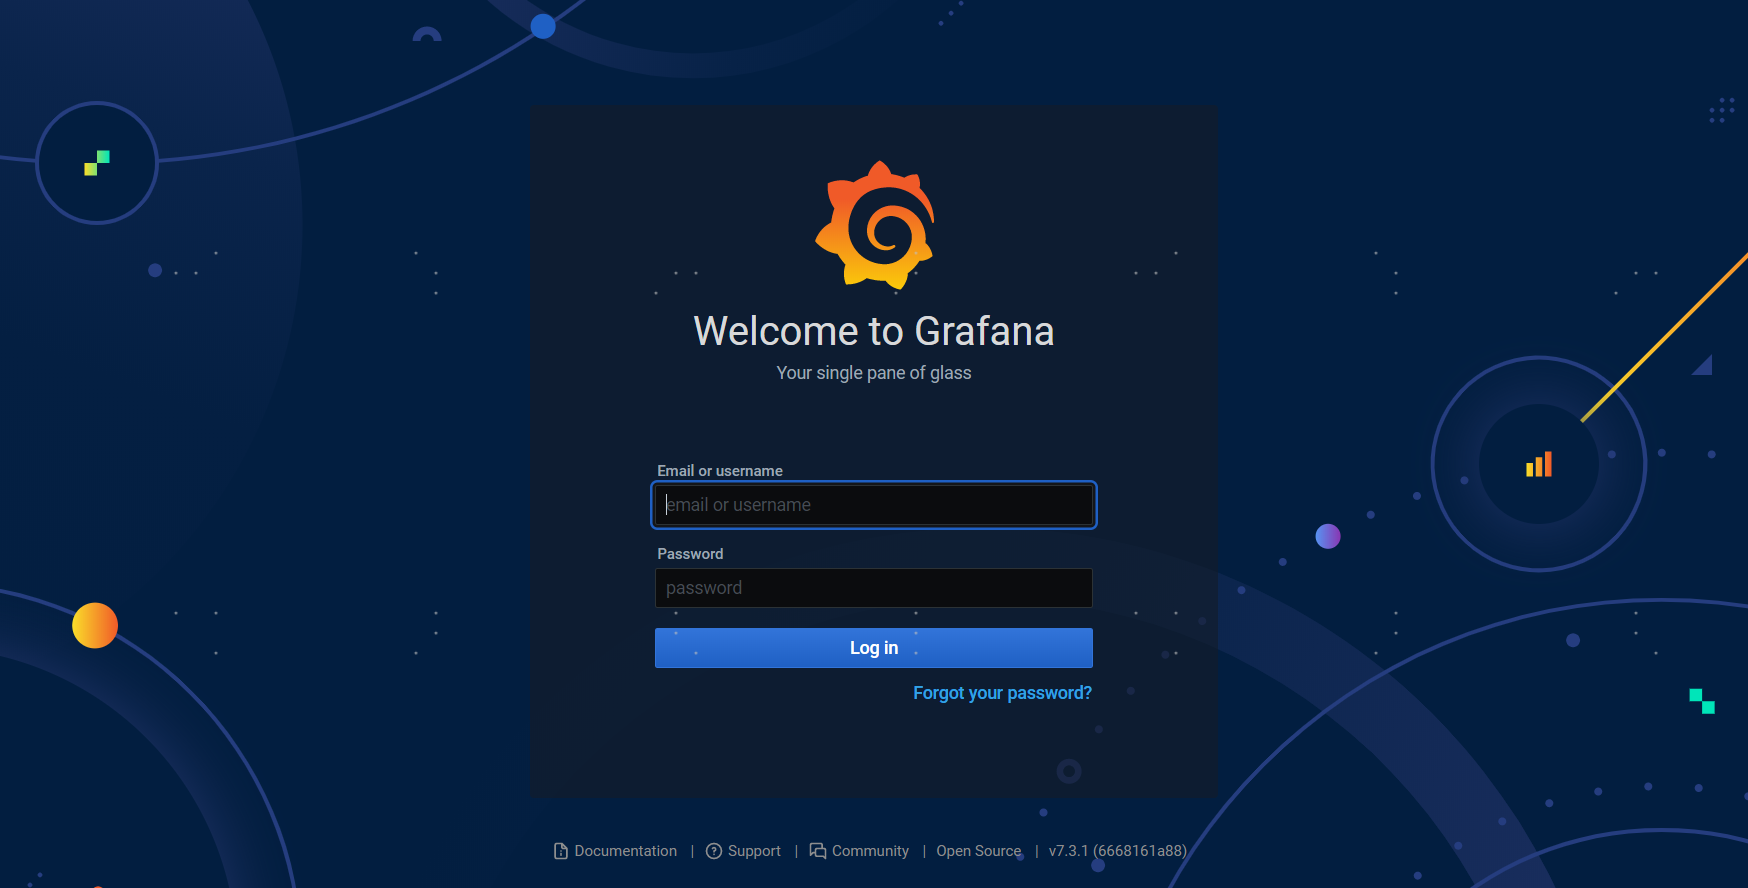 Welcome to Grafana
Your single pane of glass
Email or username
email or username
Password
password
Log in
Forgot your password?
Documentation | Support | Community | Open Source | v7.3.1 (6668161a88)